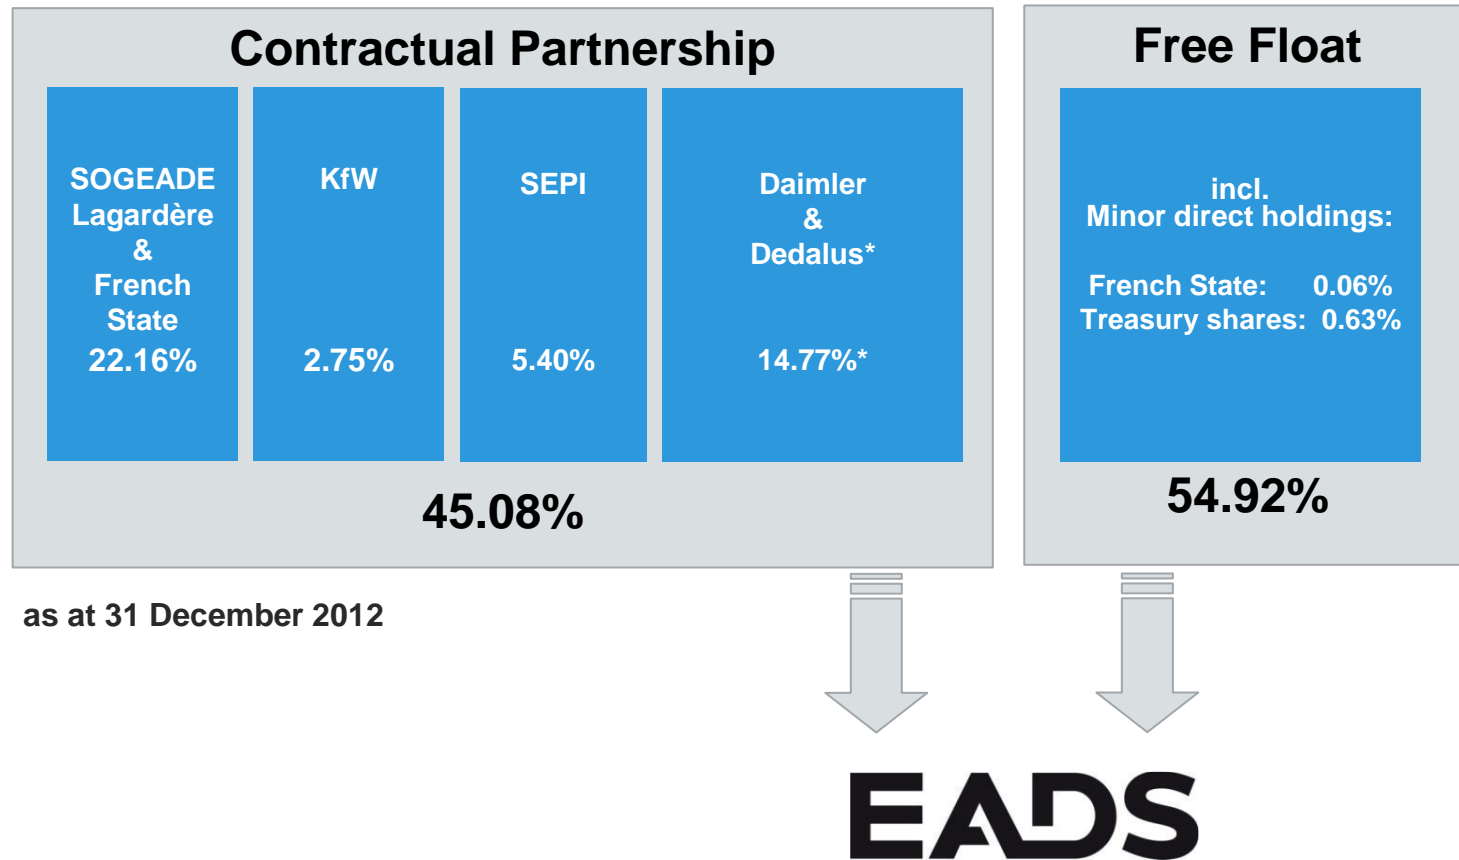 Contractual Partnership
SOGEADE
Lagardère
&
French
State
22.16%
KfW
2.75%
SEPI
5.40%
Daimler
&
Dedalus*
14.77%*
45.08%
Free Float
incl.
Minor direct holdings:
French State: 0.06%
Treasury shares: 0.63%
54.92%
as at 31 December 2012
EADS